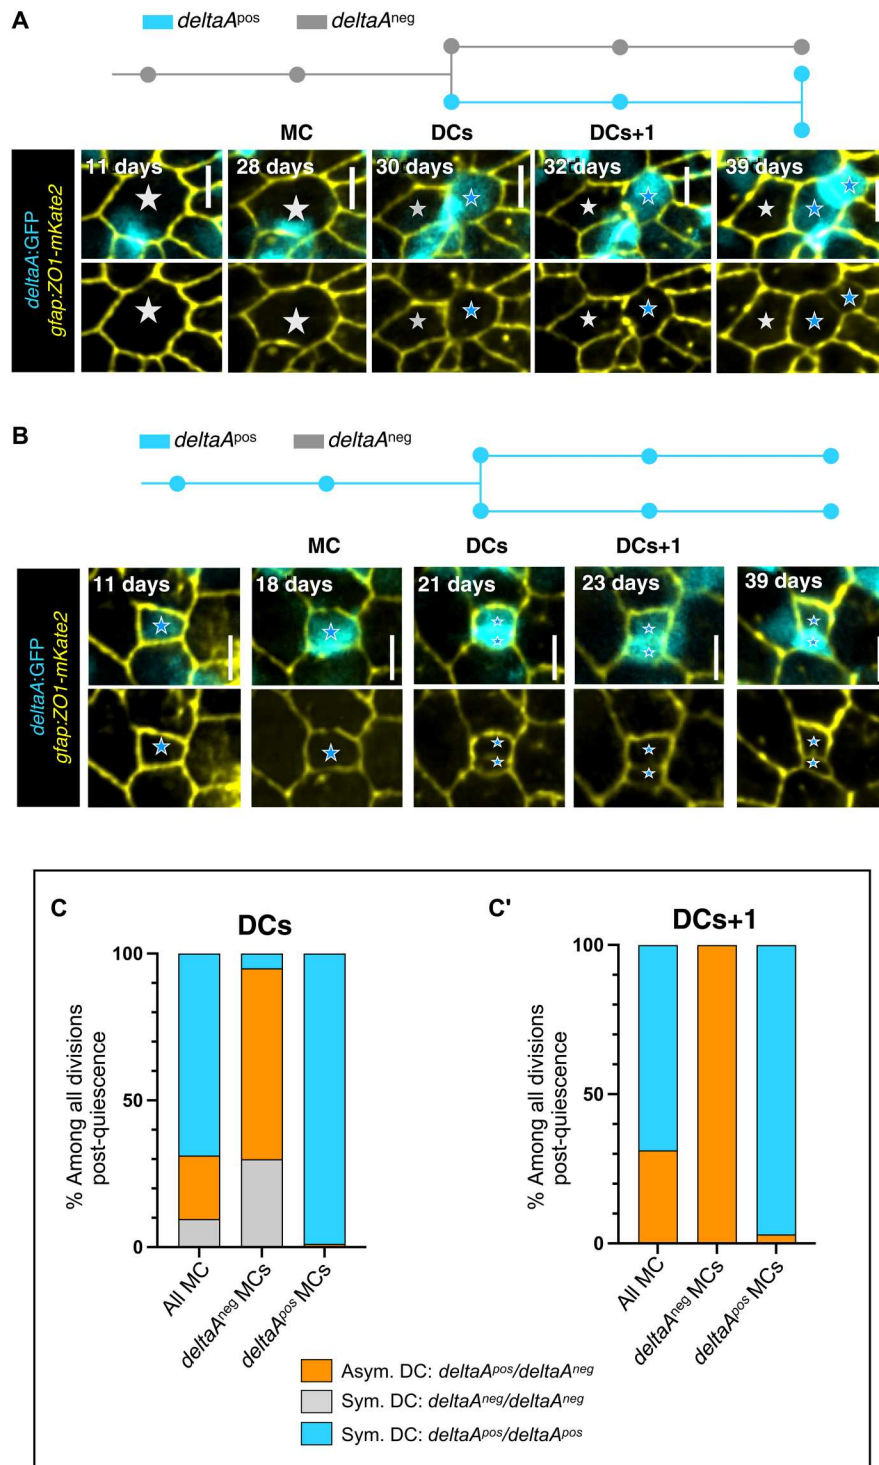 A
deltaApos deltaAneg
MC DCs DCs+1
deltaA:GFP
gfap:ZO1-mKate2
11 days 28 days 30 days 32 days 39 days
B
deltaApos deltaAneg
MC DCs DCs+1
deltaA:GFP
gfap:ZO1-mKate2
11 days 18 days 21 days 23 days 39 days
C
DCs
% Among all divisions
post-quiescence
100
50
0
All MC
deltaAneg MCs
deltaApos MCs
C'
DCs+1
% Among all divisions
post-quiescence
100
50
0
All MC
deltaAneg MCs
deltaApos MCs
Asym. DC: deltaApos/deltaAneg
Sym. DC: deltaAneg/deltaAneg
Sym. DC: deltaApos/deltaApos